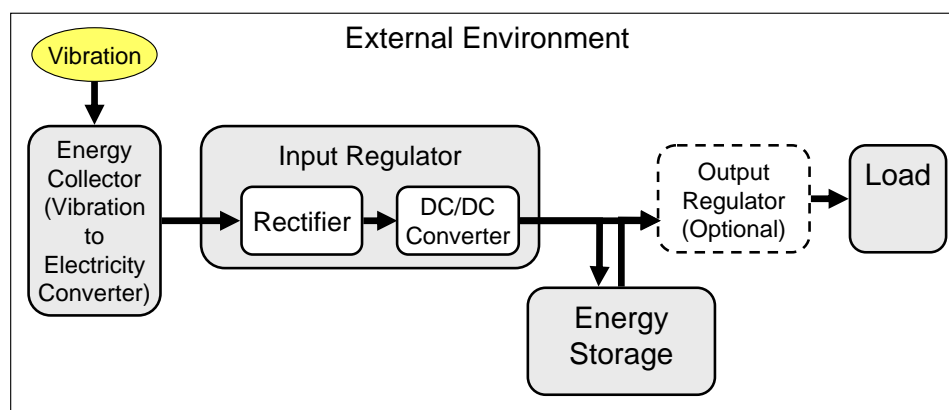 External Environment
Vibration
Energy
Collector
(Vibration
to
Electricity
Converter)
Input Regulator
Rectifier
DC/DC
Converter
Output
Regulator
(Optional)
Load
Energy
Storage